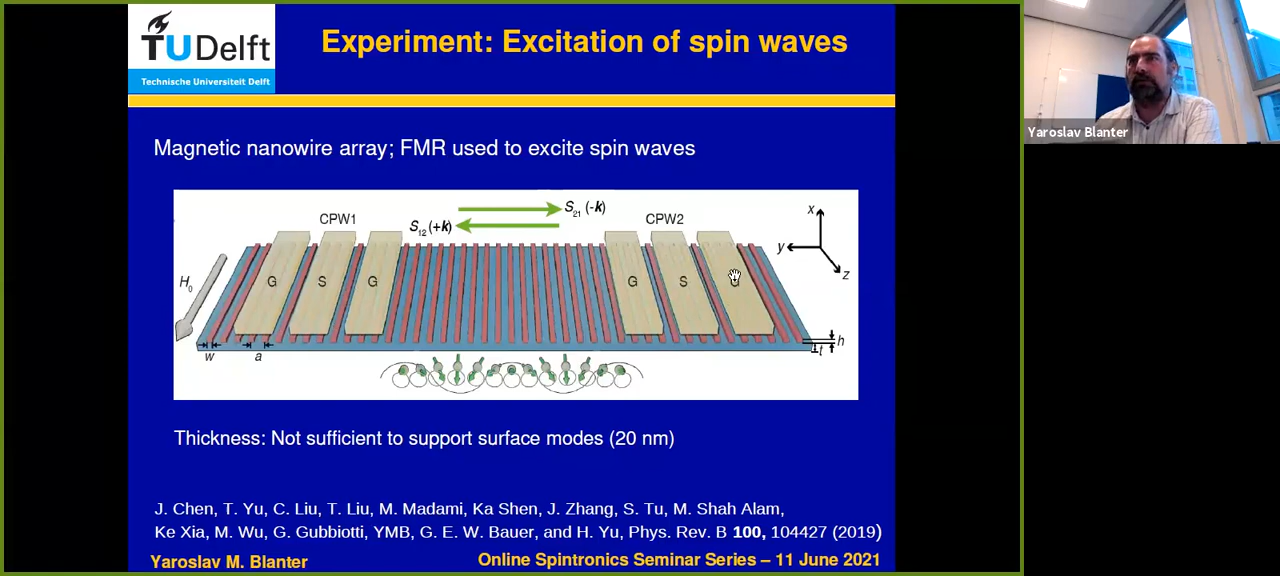 TU Delft
Technische Universiteit Delft
Experiment: Excitation of spin waves
Yaroslav Blanter
Magnetic nanowire array; FMR used to excite spin waves
CPW1
S12 (+k)
S21 (-k)
CPW2
x
y
z
H0
G
S
G
G
S
G
w
a
h
t
Thickness: Not sufficient to support surface modes (20 nm)
J. Chen, T. Yu, C. Liu, T. Liu, M. Madami, Ka Shen, J. Zhang, S. Tu, M. Shah Alam,
Ke Xia, M. Wu, G. Gubbiotti, YMB, G. E. W. Bauer, and H. Yu, Phys. Rev. B 100, 104427 (2019)
Yaroslav M. Blanter
Online Spintronics Seminar Series – 11 June 2021